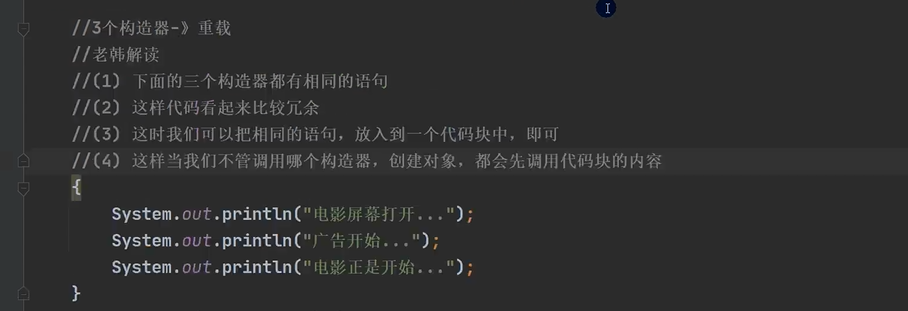 //3个构造器-》重载
//老韩解读
//(1) 下面的三个构造器都有相同的语句
//(2) 这样代码看起来比较冗余
//(3) 这时我们可以把相同的语句，放入到一个代码块中，即可
//(4) 这样当我们不管调用哪个构造器，创建对象，都会先调用代码块的内容
{
System.out.println("电影屏幕打开...");
System.out.println("广告开始...");
System.out.println("电影正是开始...");
}